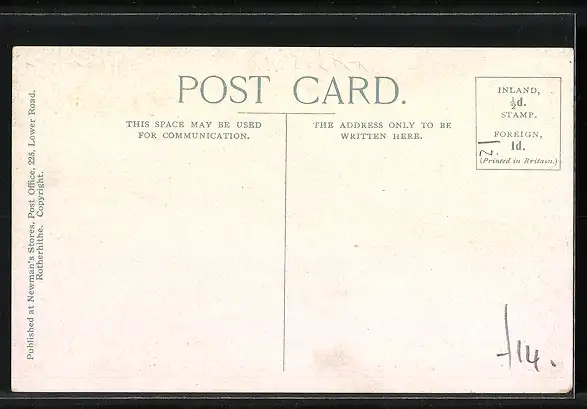 POST CARD.
THIS SPACE MAY BE USED
FOR COMMUNICATION.
THE ADDRESS ONLY TO BE
WRITTEN HERE.
INLAND,
½d.
STAMP.
FOREIGN,
1d.
(Printed in Britain.)
Published at Newman's Stores, Post Office, 225, Lower Road.
Rotherhithe. Copyright.
14.